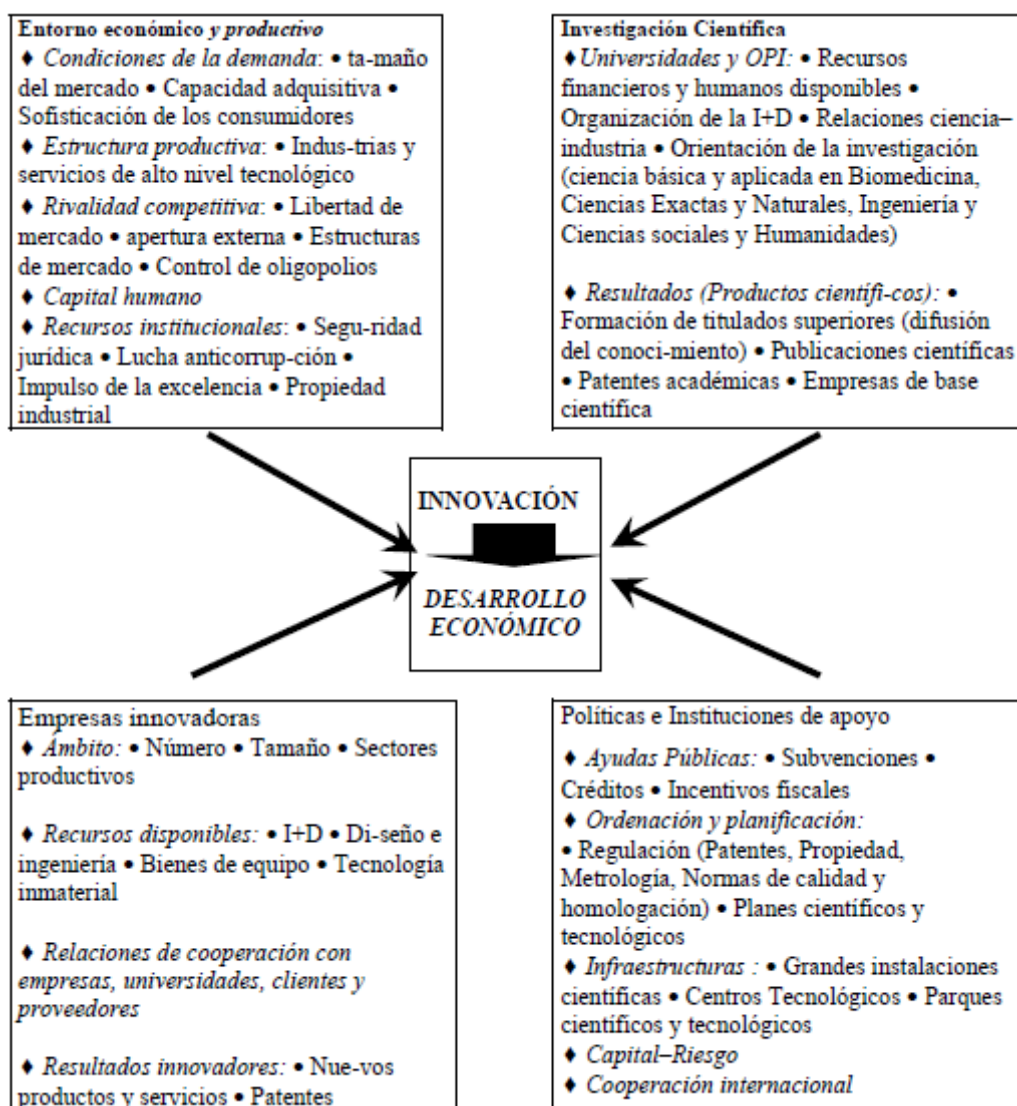 Entorno económico y productivo
♦ Condiciones de la demanda: • ta-maño
del mercado • Capacidad adquisitiva •
Sofisticación de los consumidores
♦ Estructura productiva: • Indus-trias y
servicios de alto nivel tecnológico
♦ Rivalidad competitiva: • Libertad de
mercado • apertura externa • Estructuras
de mercado • Control de oligopolios
♦ Capital humano
♦ Recursos institucionales: • Segu-ridad
jurídica • Lucha anticorrup-ción •
Impulso de la excelencia • Propiedad
industrial
Investigación Científica
♦Universidades y OPI: • Recursos
financieros y humanos disponibles •
Organización de la I+D • Relaciones ciencia–
industria • Orientación de la investigación
(ciencia básica y aplicada en Biomedicina,
Ciencias Exactas y Naturales, Ingeniería y
Ciencias sociales y Humanidades)
♦ Resultados (Productos científi-cos): •
Formación de titulados superiores (difusión
del conoci-miento) • Publicaciones científicas
• Patentes académicas • Empresas de base
científica
INNOVACIÓN
DESARROLLO
ECONÓMICO
Empresas innovadoras
♦ Ámbito: • Número • Tamaño • Sectores
productivos
♦ Recursos disponibles: • I+D • Di-seño e
ingeniería • Bienes de equipo • Tecnología
inmaterial
♦ Relaciones de cooperación con
empresas, universidades, clientes y
proveedores
♦ Resultados innovadores: • Nue-vos
productos y servicios • Patentes
Políticas e Instituciones de apoyo
♦ Ayudas Públicas: • Subvenciones •
Créditos • Incentivos fiscales
♦ Ordenación y planificación:
• Regulación (Patentes, Propiedad,
Metrología, Normas de calidad y
homologación) • Planes científicos y
tecnológicos
♦ Infraestructuras : • Grandes instalaciones
científicas • Centros Tecnológicos • Parques
científicos y tecnológicos
♦ Capital–Riesgo
♦ Cooperación internacional